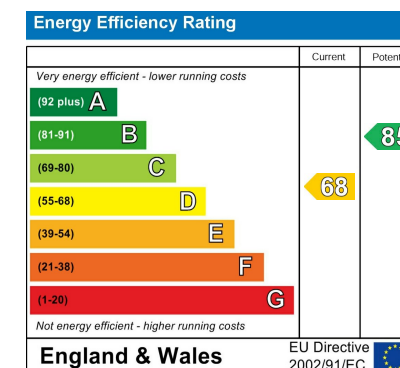 Energy Efficiency Rating
Current
Very energy efficient - lower running costs
(92 plus) A
(81-91) B
(69-80) C
(55-68) D
(39-54) E
(21-38) F
(1-20) G
68
Not energy efficient - higher running costs
England & Wales
EU Directive
2002/91/EC